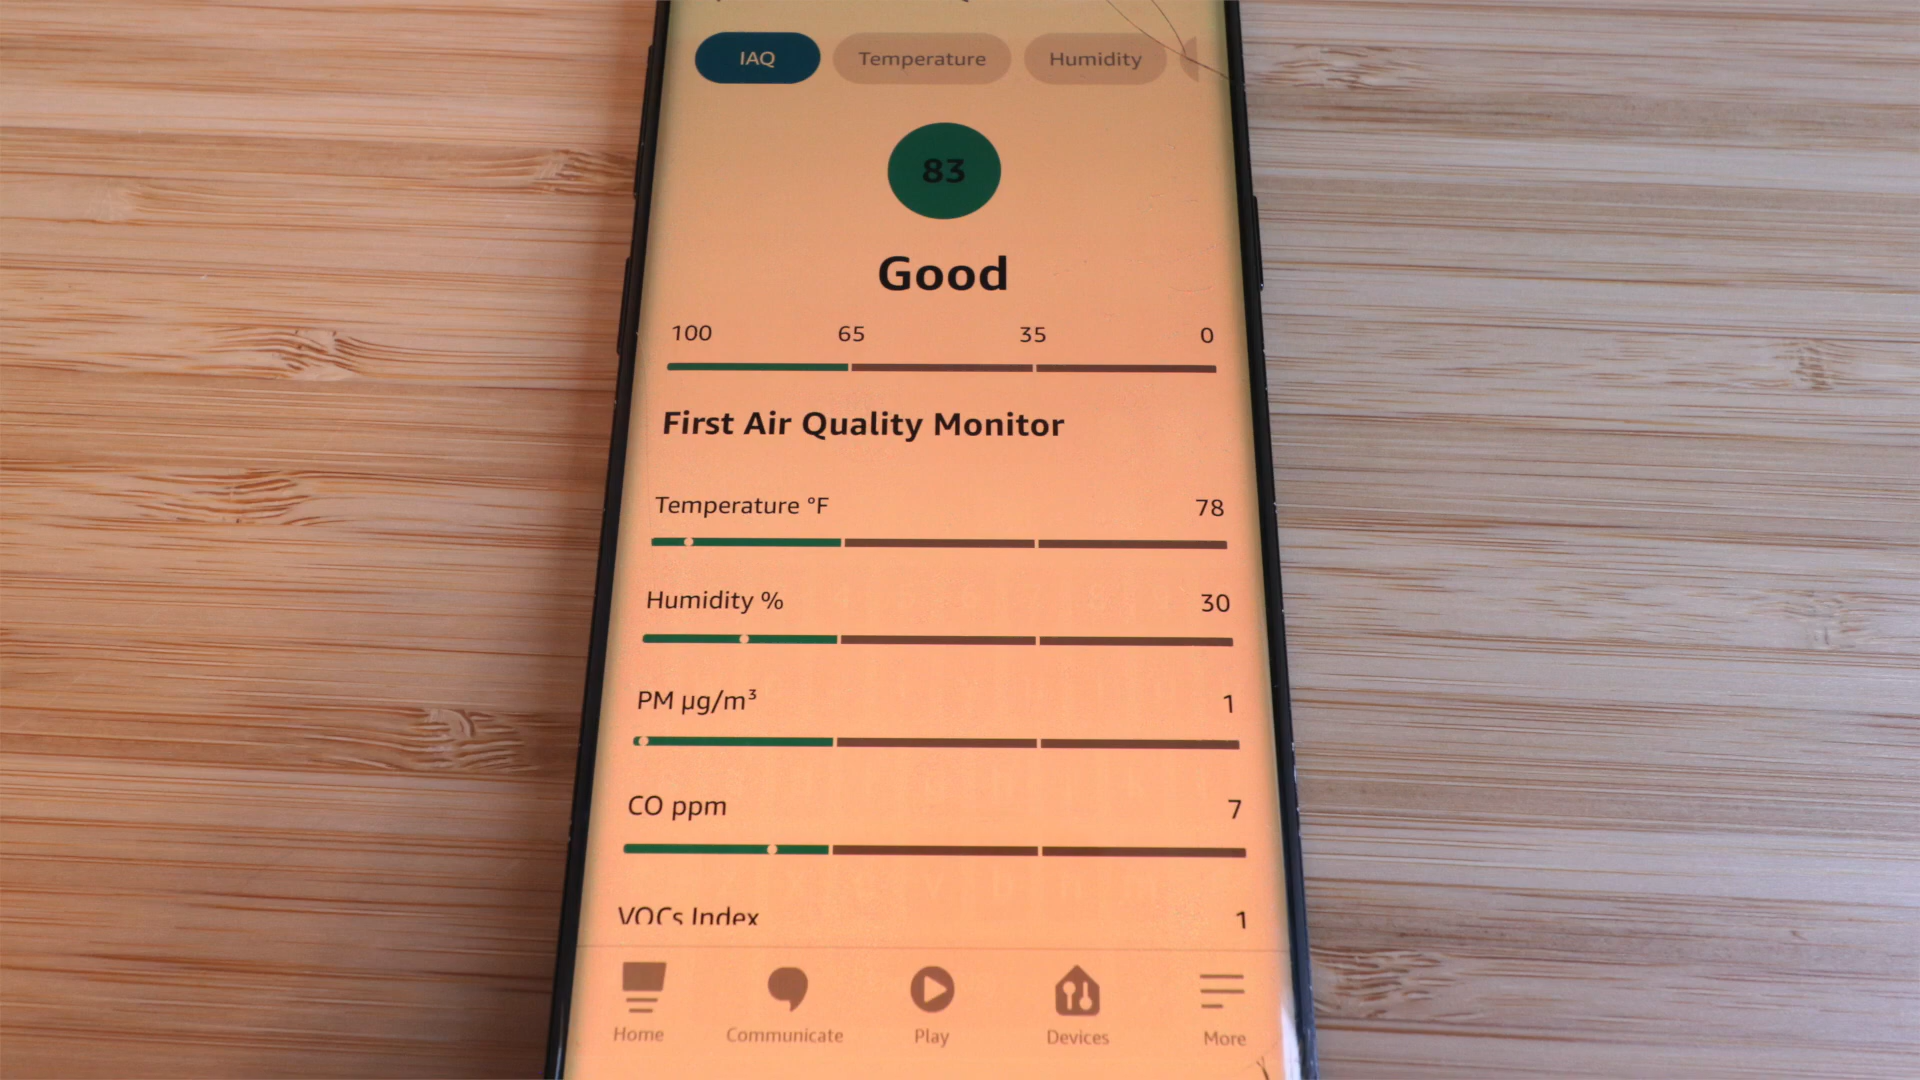 IAQ Temperature Humidity
83
Good
100 65 35 0
First Air Quality Monitor
Temperature °F 78
Humidity % 30
PM µg/m³ 1
CO ppm 7
VOCs Index 1
Home Communicate Play Devices More